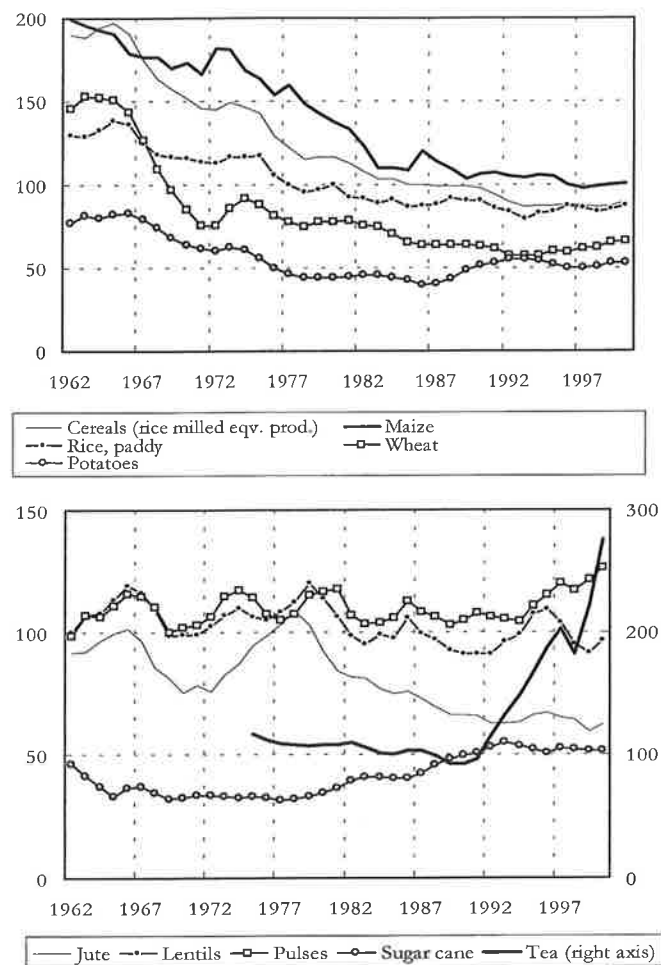 200
150
100
50
0
1962 1967 1972 1977 1982 1987 1992 1997
Cereals (rice milled eqv. prod.) Maize
Rice, paddy Wheat
Potatoes
150 300
100 200
50 100
0 0
1962 1967 1972 1977 1982 1987 1992 1997
Jute Lentils Pulses Sugar cane Tea (right axis)